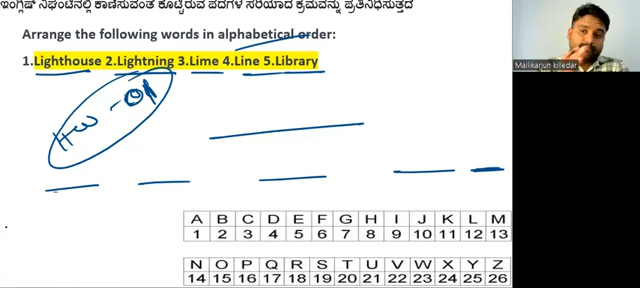 ಇಂಗ್ಲಿಷ್ ನಿಘಂಟಿನಲ್ಲಿ ಕಾಣಿಸುವಂತೆ ಕೊಟ್ಟಿರುವ ಪದಗಳ ಸರಿಯಾದ ಕ್ರಮವನ್ನು ಪ್ರತಿನಿಧಿಸುತ್ತದೆ
Arrange the following words in alphabetical order:
1.Lighthouse 2.Lightning 3.Lime 4.Line 5.Library
Mallikarjun killedar
HW - 01
A B C D E F G H I J K L M
1 2 3 4 5 6 7 8 9 10 11 12 13
N O P Q R S T U V W X Y Z
14 15 16 17 18 19 20 21 22 23 24 25 26